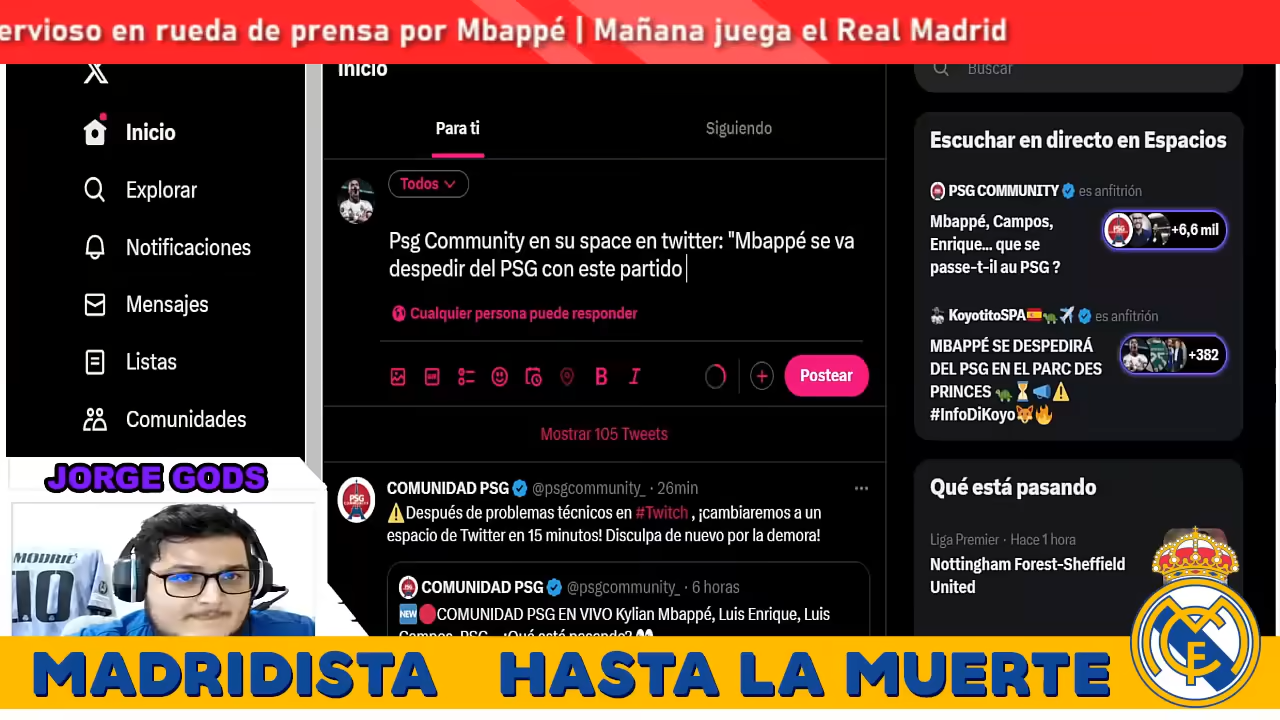 ervioso en rueda de prensa por Mbappé | Mañana juega el Real Madrid
Inicio
Explorar
Notificaciones
Mensajes
Listas
Comunidades
Inicio
Para ti
Siguiendo
Todos
Psg Community en su space en twitter: "Mbappé se va
despedir del PSG con este partido
Cualquier persona puede responder
B I
Postear
Mostrar 105 Tweets
COMUNIDAD PSG @psgcommunity_ · 26min
⚠️Después de problemas técnicos en #Twitch , ¡cambiaremos a un
espacio de Twitter en 15 minutos! Disculpa de nuevo por la demora!
COMUNIDAD PSG @psgcommunity_ · 6 horas
🆕🔴COMUNIDAD PSG EN VIVO Kylian Mbappé, Luis Enrique, Luis
Campos, PSG... ¿Qué está pasando? 👀
Buscar
Escuchar en directo en Espacios
PSG COMMUNITY es anfitrión
Mbappé, Campos,
Enrique... que se
passe-t-il au PSG ?
+6,6 mil
KoyotitoSPA🇪🇸🐢✈️ es anfitrión
MBAPPÉ SE DESPEDIRÁ
DEL PSG EN EL PARC DES
PRINCES 🐢⏳📢⚠️
#InfoDiKoyo🦊🔥
+382
Qué está pasando
Liga Premier · Hace 1 hora
Nottingham Forest-Sheffield
United
JORGE GODS
MODRIĆ
10
MADRIDISTA HASTA LA MUERTE